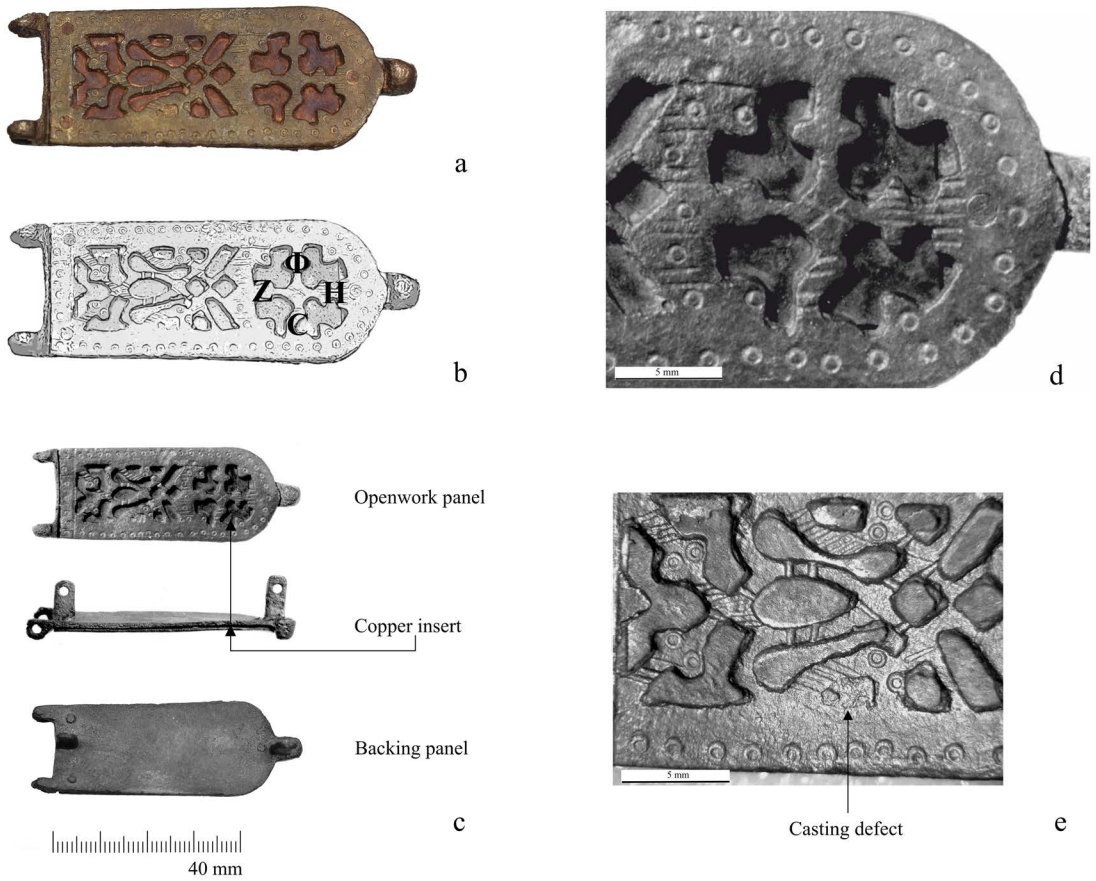 a
Φ
Z H
C
b
Openwork panel
Copper insert
Backing panel
40 mm
c
5 mm
d
5 mm
Casting defect
e